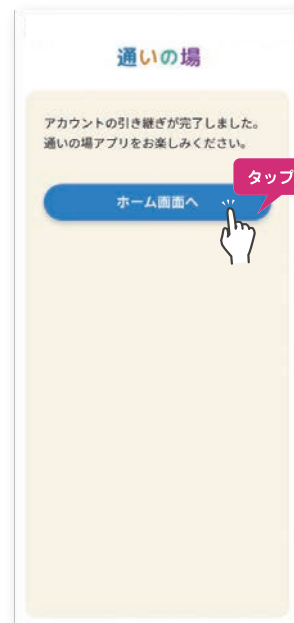 通いの場
アカウントの引き継ぎが完了しました。
通いの場アプリをお楽しみください。
タップ
ホーム画面へ